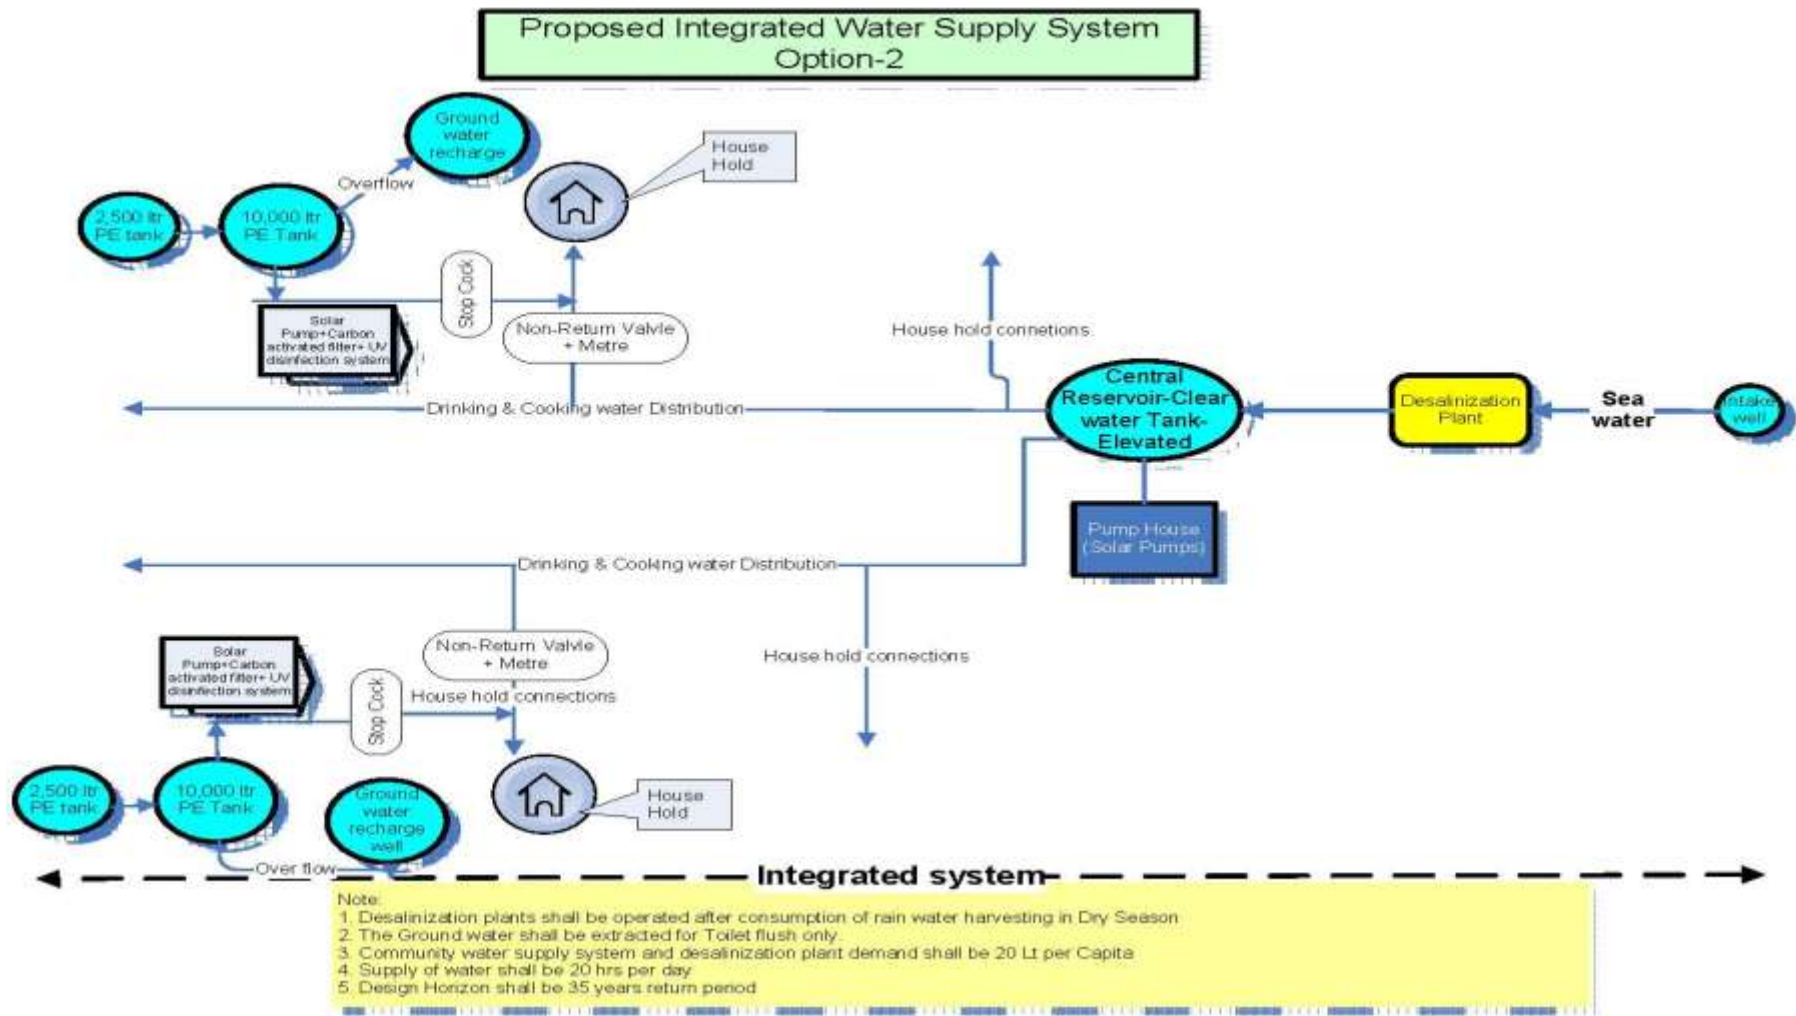 Proposed Integrated Water Supply System
Option-2
Ground
water
recharge
House
Hold
Overflow
2,500 ltr
PE tank
10,000 ltr
PE Tank
Stop Cock
Solar
Pump+Carbon
activated filter+ UV
disinfection system
Non-Return Valvle
+ Metre
House hold connetions
Drinking & Cooking water Distribution
Central
Reservoir-Clear
water Tank-
Elevated
Desalinization
Plant
Sea
water
Intake
well
Pump House
(Solar Pumps)
Drinking & Cooking water Distribution
House hold connections
Solar
Pump+Carbon
activated filter+ UV
disinfection system
Non-Return Valvle
+ Metre
Stop Cock
House hold connections
2,500 ltr
PE tank
10,000 ltr
PE Tank
Ground
water
recharge
well
House
Hold
Over flow
Integrated system
Note:
1. Desalinization plants shall be operated after consumption of rain water harvesting in Dry Season
2. The Ground water shall be extracted for Toilet flush only.
3. Community water supply system and desalinization plant demand shall be 20 Lt per Capita
4. Supply of water shall be 20 hrs per day
5. Design Horizon shall be 35 years return period